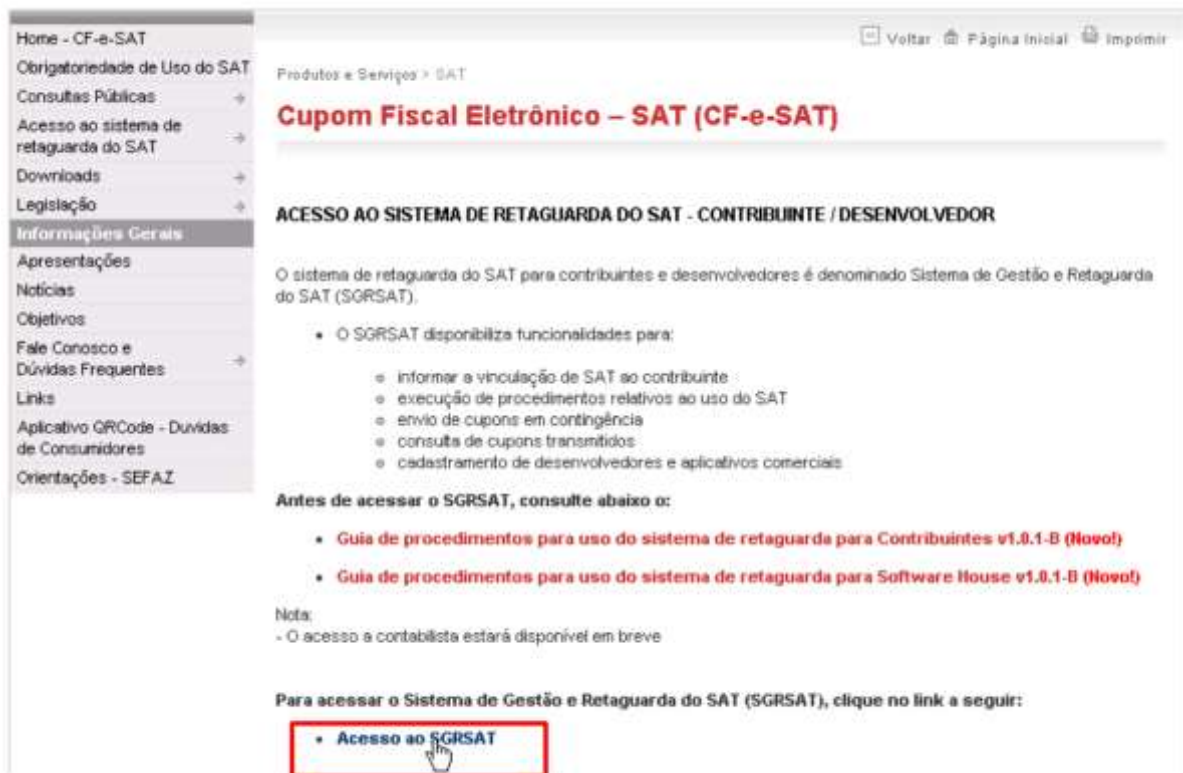 Home - CF-e-SAT
Obrigatoriedade de Uso do SAT
Consultas Públicas
Acesso ao sistema de
retaguarda do SAT
Downloads
Legislação
Informações Gerais
Apresentações
Notícias
Objetivos
Fale Conosco e
Dúvidas Frequentes
Links
Aplicativo QRCode - Duvidas
de Consumidores
Orientações - SEFAZ
Voltar Página Inicial Imprimir
Produtos e Serviços > SAT
Cupom Fiscal Eletrônico – SAT (CF-e-SAT)
ACESSO AO SISTEMA DE RETAGUARDA DO SAT - CONTRIBUINTE / DESENVOLVEDOR
O sistema de retaguarda do SAT para contribuintes e desenvolvedores é denominado Sistema de Gestão e Retaguarda
do SAT (SGRSAT).
• O SGRSAT disponibiliza funcionalidades para:
o informar a vinculação de SAT ao contribuinte
o execução de procedimentos relativos ao uso do SAT
o envio de cupons em contingência
o consulta de cupons transmitidos
o cadastramento de desenvolvedores e aplicativos comerciais
Antes de acessar o SGRSAT, consulte abaixo o:
• Guia de procedimentos para uso do sistema de retaguarda para Contribuintes v1.0.1-B (Novo!)
• Guia de procedimentos para uso do sistema de retaguarda para Software House v1.0.1-B (Novo!)
Nota:
- O acesso a contabilista estará disponível em breve
Para acessar o Sistema de Gestão e Retaguarda do SAT (SGRSAT), clique no link a seguir:
• Acesso ao SGRSAT